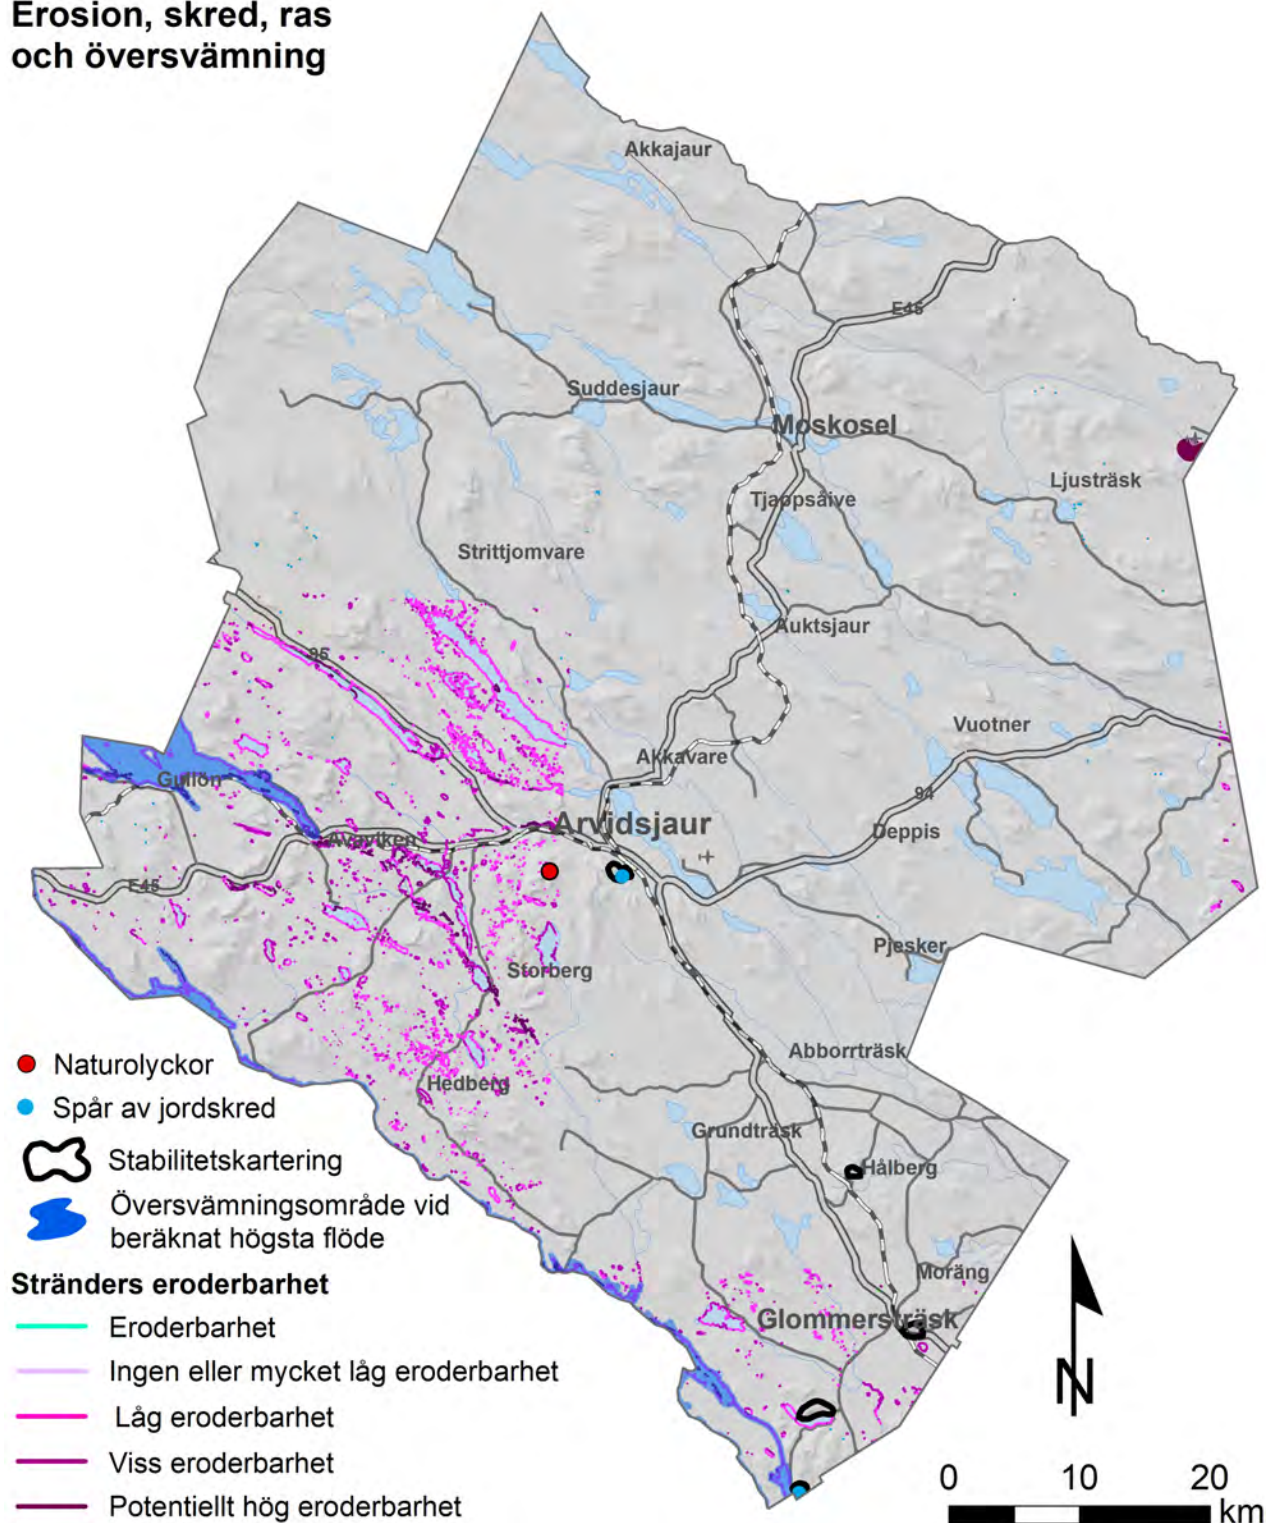 Erosion, skred, ras
och översvämning
Akkajaur
E45
Suddesjaur
Moskosel
Ljusträsk
Tjappsåive
Strittjomvare
Auktsjaur
95
Vuotner
Akkavare
Gullön
94
Arvidsjaur
Deppis
Avaviken
E45
Pjesker
Storberg
Abborrträsk
Hedberg
Grundträsk
Hålberg
Moräng
Glommersträsk
Naturolyckor
Spår av jordskred
Stabilitetskartering
Översvämningsområde vid
beräknat högsta flöde
Stränders eroderbarhet
Eroderbarhet
Ingen eller mycket låg eroderbarhet
Låg eroderbarhet
Viss eroderbarhet
Potentiellt hög eroderbarhet
N
0 10 20
km